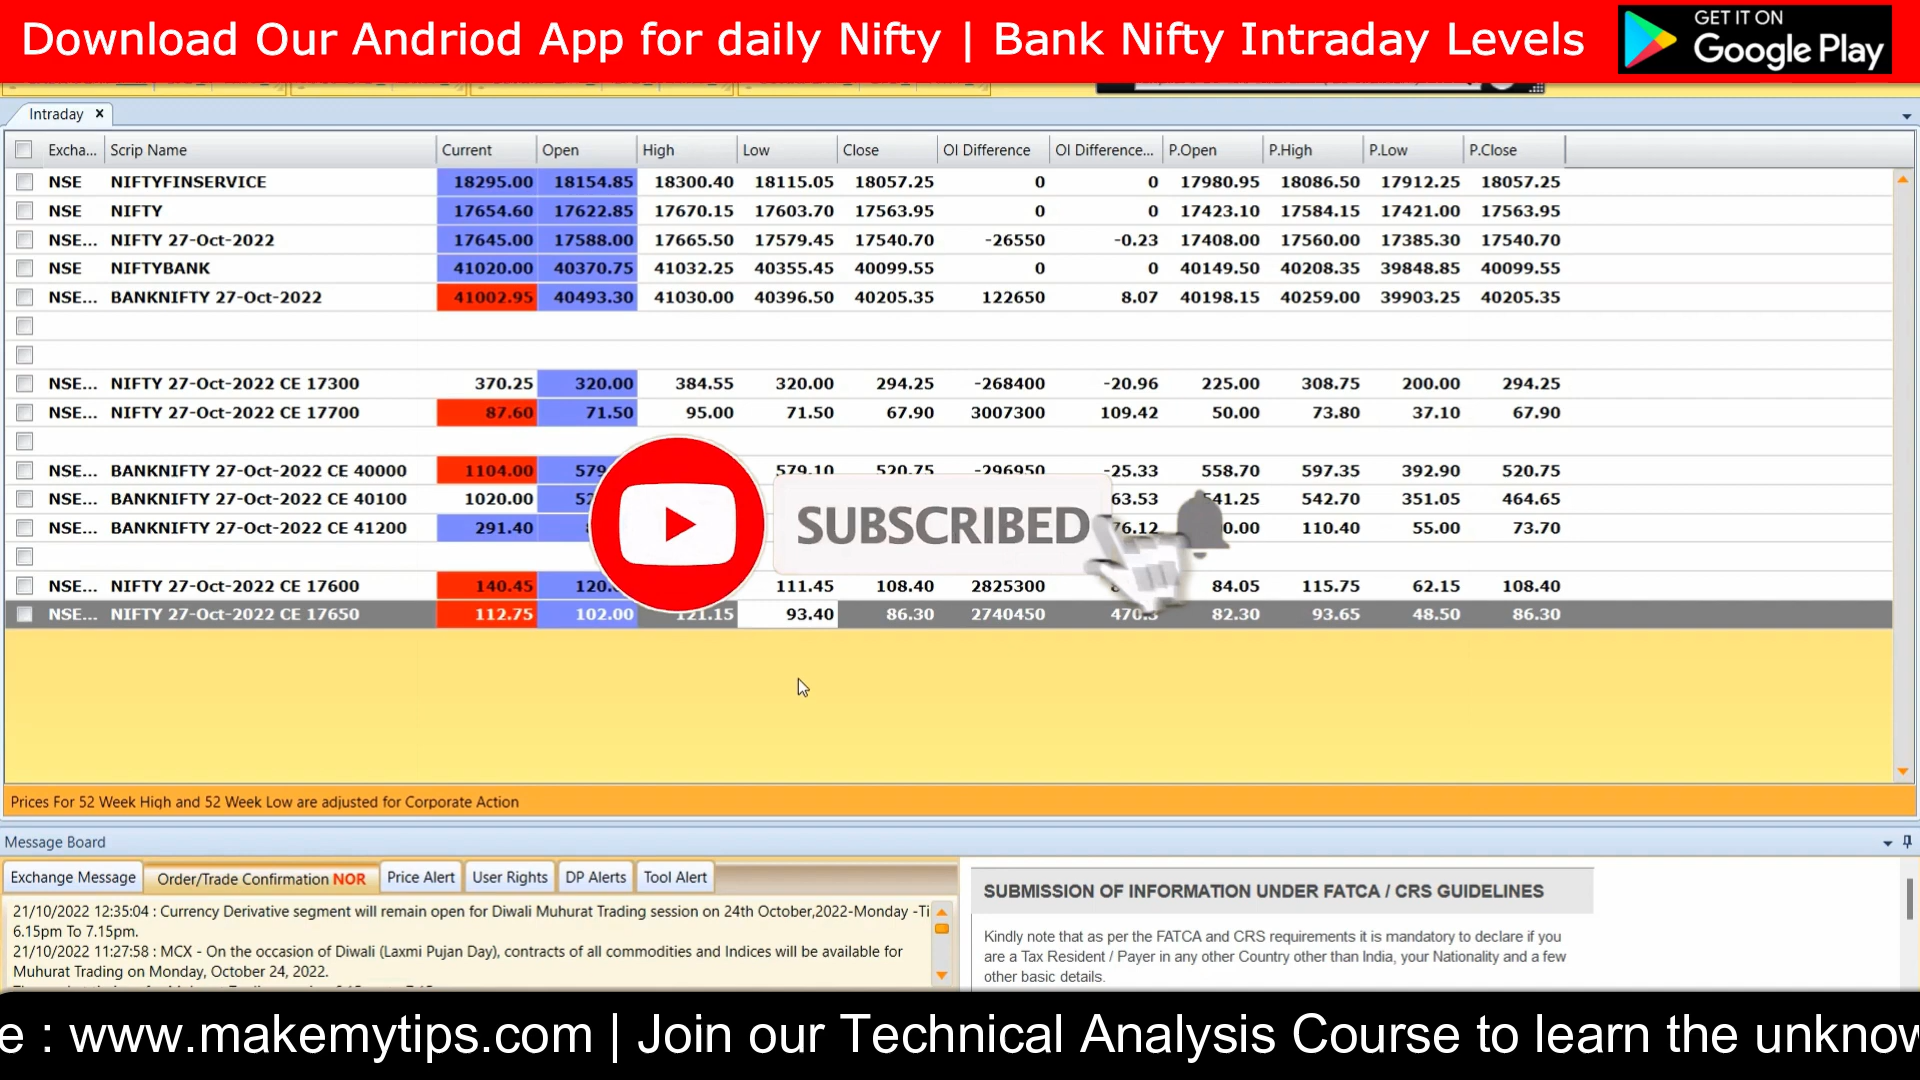 Download Our Andriod App for daily Nifty | Bank Nifty Intraday Levels
GET IT ON
Google Play
Intraday
Excha... Scrip Name Current Open High Low Close OI Difference OI Difference... P.Open P.High P.Low P.Close
NSE NIFTYFINSERVICE 18295.00 18154.85 18300.40 18115.05 18057.25 0 0 17980.95 18086.50 17912.25 18057.25
NSE NIFTY 17654.60 17622.85 17670.15 17603.70 17563.95 0 0 17423.10 17584.15 17421.00 17563.95
NSE... NIFTY 27-Oct-2022 17645.00 17588.00 17665.50 17579.45 17540.70 -26550 -0.23 17408.00 17560.00 17385.30 17540.70
NSE NIFTYBANK 41020.00 40370.75 41032.25 40355.45 40099.55 0 0 40149.50 40208.35 39848.85 40099.55
NSE... BANKNIFTY 27-Oct-2022 41002.95 40493.30 41030.00 40396.50 40205.35 122650 8.07 40198.15 40259.00 39903.25 40205.35
NSE... NIFTY 27-Oct-2022 CE 17300 370.25 320.00 384.55 320.00 294.25 -268400 -20.96 225.00 308.75 200.00 294.25
NSE... NIFTY 27-Oct-2022 CE 17700 87.60 71.50 95.00 71.50 67.90 3007300 109.42 50.00 73.80 37.10 67.90
NSE... BANKNIFTY 27-Oct-2022 CE 40000 1104.00 579.10 520.75 -296950 -25.33 558.70 597.35 392.90 520.75
NSE... BANKNIFTY 27-Oct-2022 CE 40100 1020.00 63.53 541.25 542.70 351.05 464.65
NSE... BANKNIFTY 27-Oct-2022 CE 41200 291.40 110.40 55.00 73.70
SUBSCRIBED
NSE... NIFTY 27-Oct-2022 CE 17600 140.45 111.45 108.40 2825300 84.05 115.75 62.15 108.40
NSE... NIFTY 27-Oct-2022 CE 17650 112.75 102.00 121.15 93.40 86.30 2740450 82.30 93.65 48.50 86.30
Prices For 52 Week High and 52 Week Low are adjusted for Corporate Action
Message Board
Exchange Message Order/Trade Confirmation NOR Price Alert User Rights DP Alerts Tool Alert
21/10/2022 12:35:04 : Currency Derivative segment will remain open for Diwali Muhurat Trading session on 24th October,2022-Monday -Ti
6.15pm To 7.15pm.
21/10/2022 11:27:58 : MCX - On the occasion of Diwali (Laxmi Pujan Day), contracts of all commodities and Indices will be available for
Muhurat Trading on Monday, October 24, 2022.
SUBMISSION OF INFORMATION UNDER FATCA / CRS GUIDELINES
Kindly note that as per the FATCA and CRS requirements it is mandatory to declare if you
are a Tax Resident / Payer in any other Country other than India, your Nationality and a few
other basic details.
e : www.makemytips.com | Join our Technical Analysis Course to learn the unknow